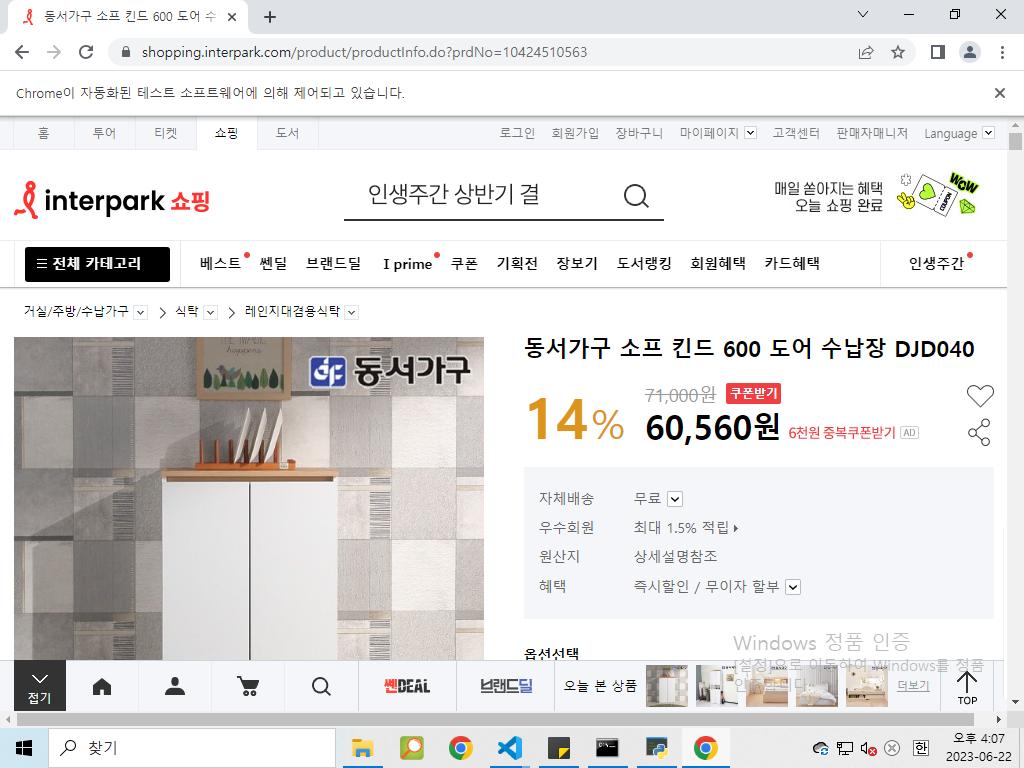 동서가구 소프 킨드 600 도어 수
shopping.interpark.com/product/productInfo.do?prdNo=10424510563
Chrome이 자동화된 테스트 소프트웨어에 의해 제어되고 있습니다.
홈 투어 티켓 쇼핑 도서 로그인 회원가입 장바구니 마이페이지 고객센터 판매자매니저 Language
interpark 쇼핑
인생주간 상반기 결
매일 쏟아지는 혜택
오늘 쇼핑 완료
WOW
COUPON
전체 카테고리 베스트 쎈딜 브랜드딜 I prime 쿠폰 기획전 장보기 도서랭킹 회원혜택 카드혜택 인생주간
거실/주방/수납가구 > 식탁 > 레인지대겸용식탁
happens
동서가구
동서가구 소프 킨드 600 도어 수납장 DJD040
14%
71,000원 쿠폰받기
60,560원 6천원 중복쿠폰받기 AD
자체배송 무료
우수회원 최대 1.5% 적립
원산지 상세설명참조
혜택 즉시할인 / 무이자 할부
옵션선택
Windows 정품 인증
[설정]으로 이동하여 Windows를 정품
접기
쎈DEAL
브랜드딜
오늘 본 상품
더보기
TOP
찾기
한
오후 4:07
2023-06-22